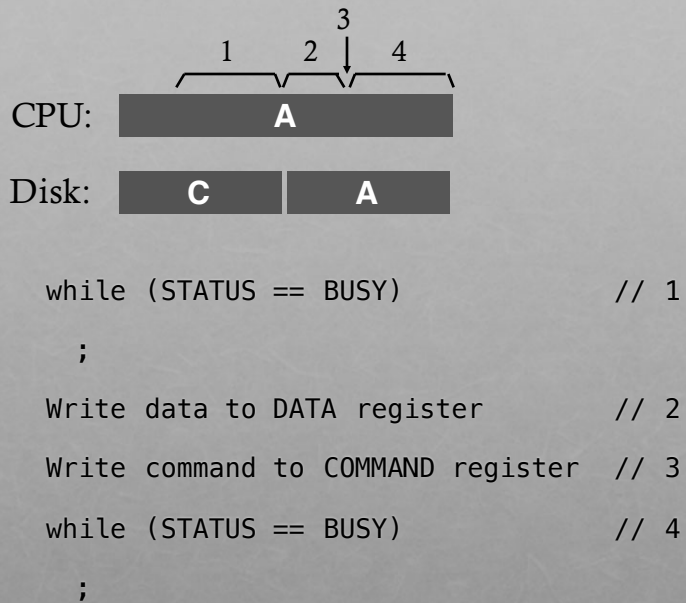 3
1 2 4
CPU: A
Disk: C A
while (STATUS == BUSY) // 1
;
Write data to DATA register // 2
Write command to COMMAND register // 3
while (STATUS == BUSY) // 4
;